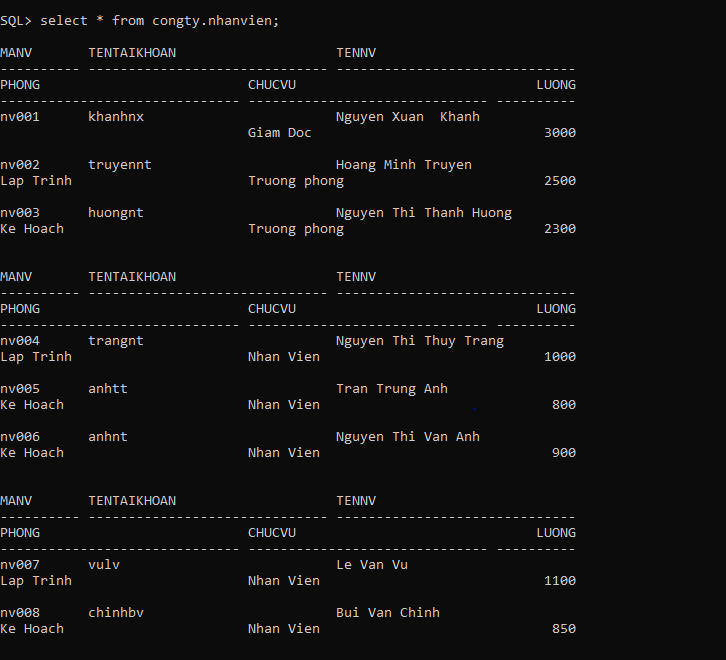 SQL> select * from congty.nhanvien;
MANV       TENTAIKHOAN                    TENNV
---------- ------------------------------ ------------------------------
PHONG                          CHUCVU                              LUONG
------------------------------ ------------------------------ ----------
nv001      khanhnx                        Nguyen Xuan  Khanh
                               Giam Doc                             3000
nv002      truyennt                       Hoang Minh Truyen
Lap Trinh                      Truong phong                         2500
nv003      huongnt                        Nguyen Thi Thanh Huong
Ke Hoach                       Truong phong                         2300
MANV       TENTAIKHOAN                    TENNV
---------- ------------------------------ ------------------------------
PHONG                          CHUCVU                              LUONG
------------------------------ ------------------------------ ----------
nv004      trangnt                        Nguyen Thi Thuy Trang
Lap Trinh                      Nhan Vien                            1000
nv005      anhtt                          Tran Trung Anh
Ke Hoach                       Nhan Vien                             800
nv006      anhnt                          Nguyen Thi Van Anh
Ke Hoach                       Nhan Vien                             900
MANV       TENTAIKHOAN                    TENNV
---------- ------------------------------ ------------------------------
PHONG                          CHUCVU                              LUONG
------------------------------ ------------------------------ ----------
nv007      vulv                           Le Van Vu
Lap Trinh                      Nhan Vien                            1100
nv008      chinhbv                        Bui Van Chinh
Ke Hoach                       Nhan Vien                             850